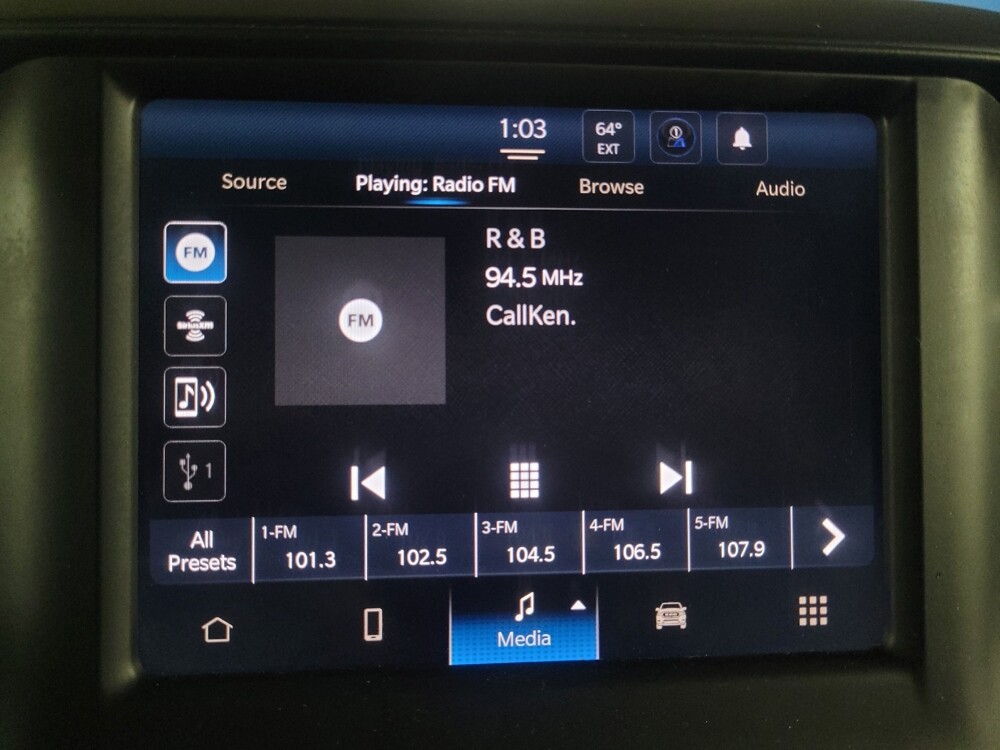 1:03
64°
EXT
Source
Playing: Radio FM
Browse
Audio
FM
R & B
94.5 MHz
CallKen.
FM
SiriusXM
1
All
Presets
1-FM
101.3
2-FM
102.5
3-FM
104.5
4-FM
106.5
5-FM
107.9
Media